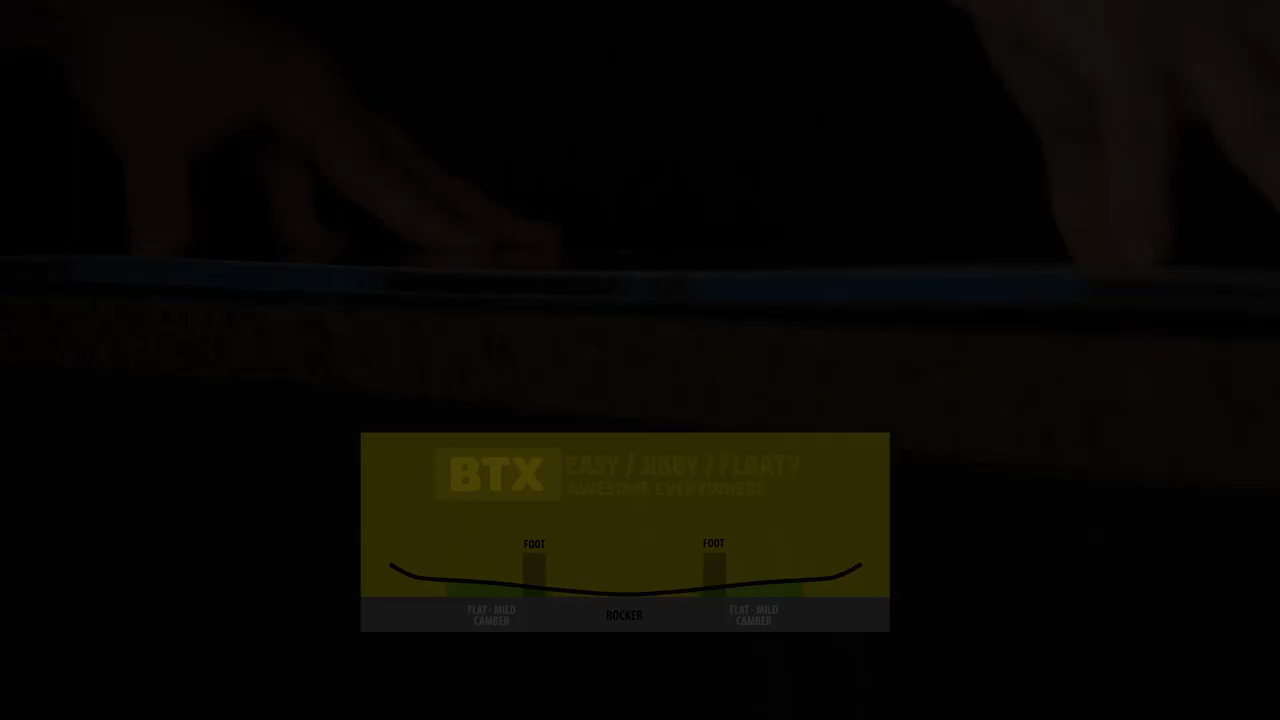 BTX
EASY / JIBBY / FLOATY
AWESOME EVERYWHERE
FOOT FOOT
FLAT - MILD
CAMBER
ROCKER
FLAT - MILD
CAMBER